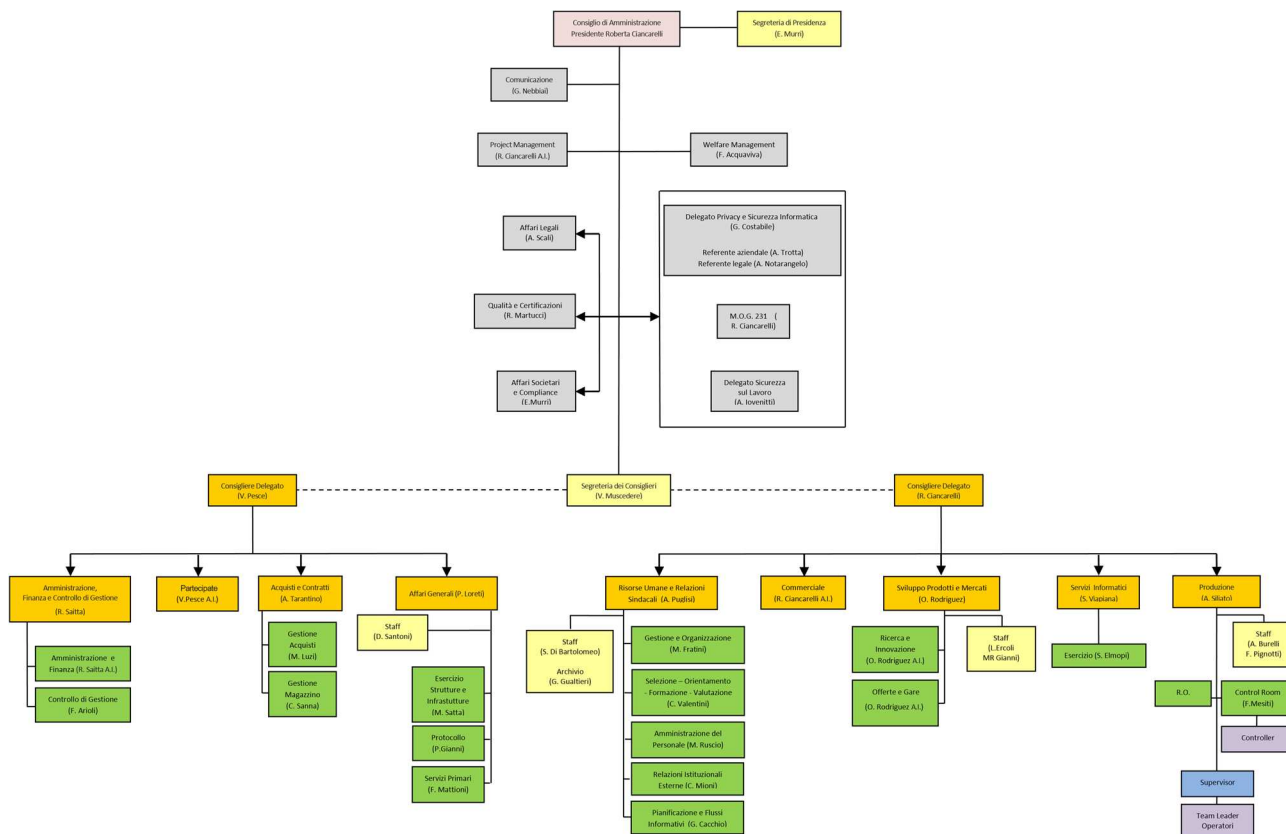 Consiglio di Amministrazione
Presidente Roberta Ciancarelli
Segreteria di Presidenza
(E. Murri)
Comunicazione
(G. Nebbiai)
Project Management
(R. Ciancarelli A.I.)
Welfare Management
(F. Acquaviva)
Delegato Privacy e Sicurezza Informatica
(G. Costabile)
Referente aziendale (A. Trotta)
Referente legale (A. Notarangelo)
Affari Legali
(A. Scali)
Qualità e Certificazioni
(R. Martucci)
M.O.G. 231 (
R. Ciancarelli)
Affari Societari
e Compliance
(E.Murri)
Delegato Sicurezza
sul Lavoro
(A. Iovenitti)
Consigliere Delegato
(V. Pesce)
Segreteria dei Consiglieri
(V. Muscedere)
Consigliere Delegato
(R. Ciancarelli)
Amministrazione,
Finanza e Controllo di Gestione
(R. Saitta)
Partecipate
(V.Pesce A.I.)
Acquisti e Contratti
(A. Tarantino)
Affari Generali (P. Loreti)
Risorse Umane e Relazioni
Sindacali (A. Puglisi)
Commerciale
(R. Ciancarelli A.I.)
Sviluppo Prodotti e Mercati
(O. Rodriguez)
Servizi Informatici
(S. Viapiana)
Produzione
(A. Siliato)
Amministrazione e
Finanza (R. Saitta A.I.)
Controllo di Gestione
(F. Arioli)
Gestione
Acquisti
(M. Luzi)
Gestione
Magazzino
(C. Sanna)
Staff
(D. Santoni)
Esercizio
Strutture e
Infrastutture
(M. Satta)
Protocollo
(P.Gianni)
Servizi Primari
(F. Mattioni)
Staff
(S. Di Bartolomeo)
Archivio
(G. Gualtieri)
Gestione e Organizzazione
(M. Fratini)
Selezione – Orientamento
- Formazione - Valutazione
(C. Valentini)
Amministrazione del
Personale (M. Ruscio)
Relazioni Istituzionali
Esterne (C. Mioni)
Pianificazione e Flussi
Informativi (G. Cacchio)
Ricerca e
Innovazione
(O. Rodriguez A.I.)
Offerte e Gare
(O. Rodriguez A.I.)
Staff
(L.Ercoli
MR Gianni)
Esercizio (S. Elmopi)
Staff
(A. Burelli
F. Pignotti)
R.O.
Control Room
(F.Mesiti)
Controller
Supervisor
Team Leader
Operatori